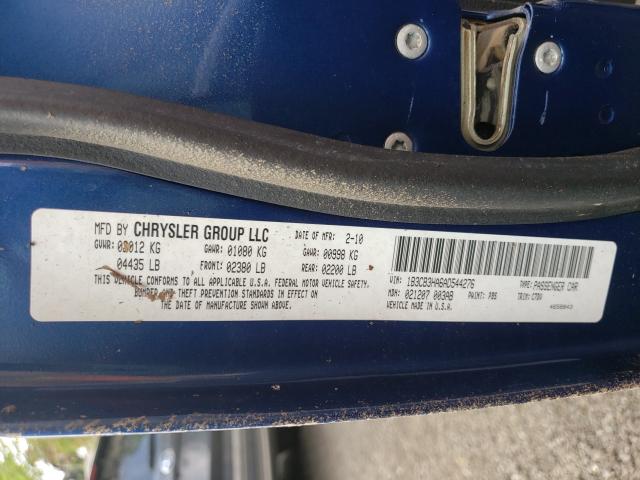 MFD BY CHRYSLER GROUP LLC DATE OF MFR: 2-10
GVWR: 02012 KG GAWR: 01080 KG GAWR: 00998 KG
04435 LB FRONT: 02380 LB REAR: 02200 LB
THIS VEHICLE CONFORMS TO ALL APPLICABLE U.S.A. FEDERAL MOTOR VEHICLE SAFETY,
BUMPER AND THEFT PREVENTION STANDARDS IN EFFECT ON
THE DATE OF MANUFACTURE SHOWN ABOVE.
VIN: 1B3CB3HA6AD544276 TYPE: PASSENGER CAR
MDH: 021207 003AB PAINT: PBS TRIM: CTDV
VEHICLE MADE IN U.S.A.